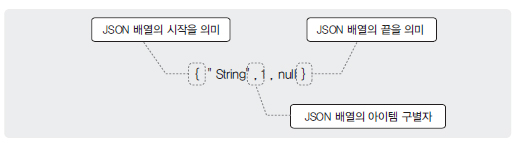 JSON 배열의 시작을 의미
JSON 배열의 끝을 의미
{ " String" , 1 , null }
JSON 배열의 아이템 구별자